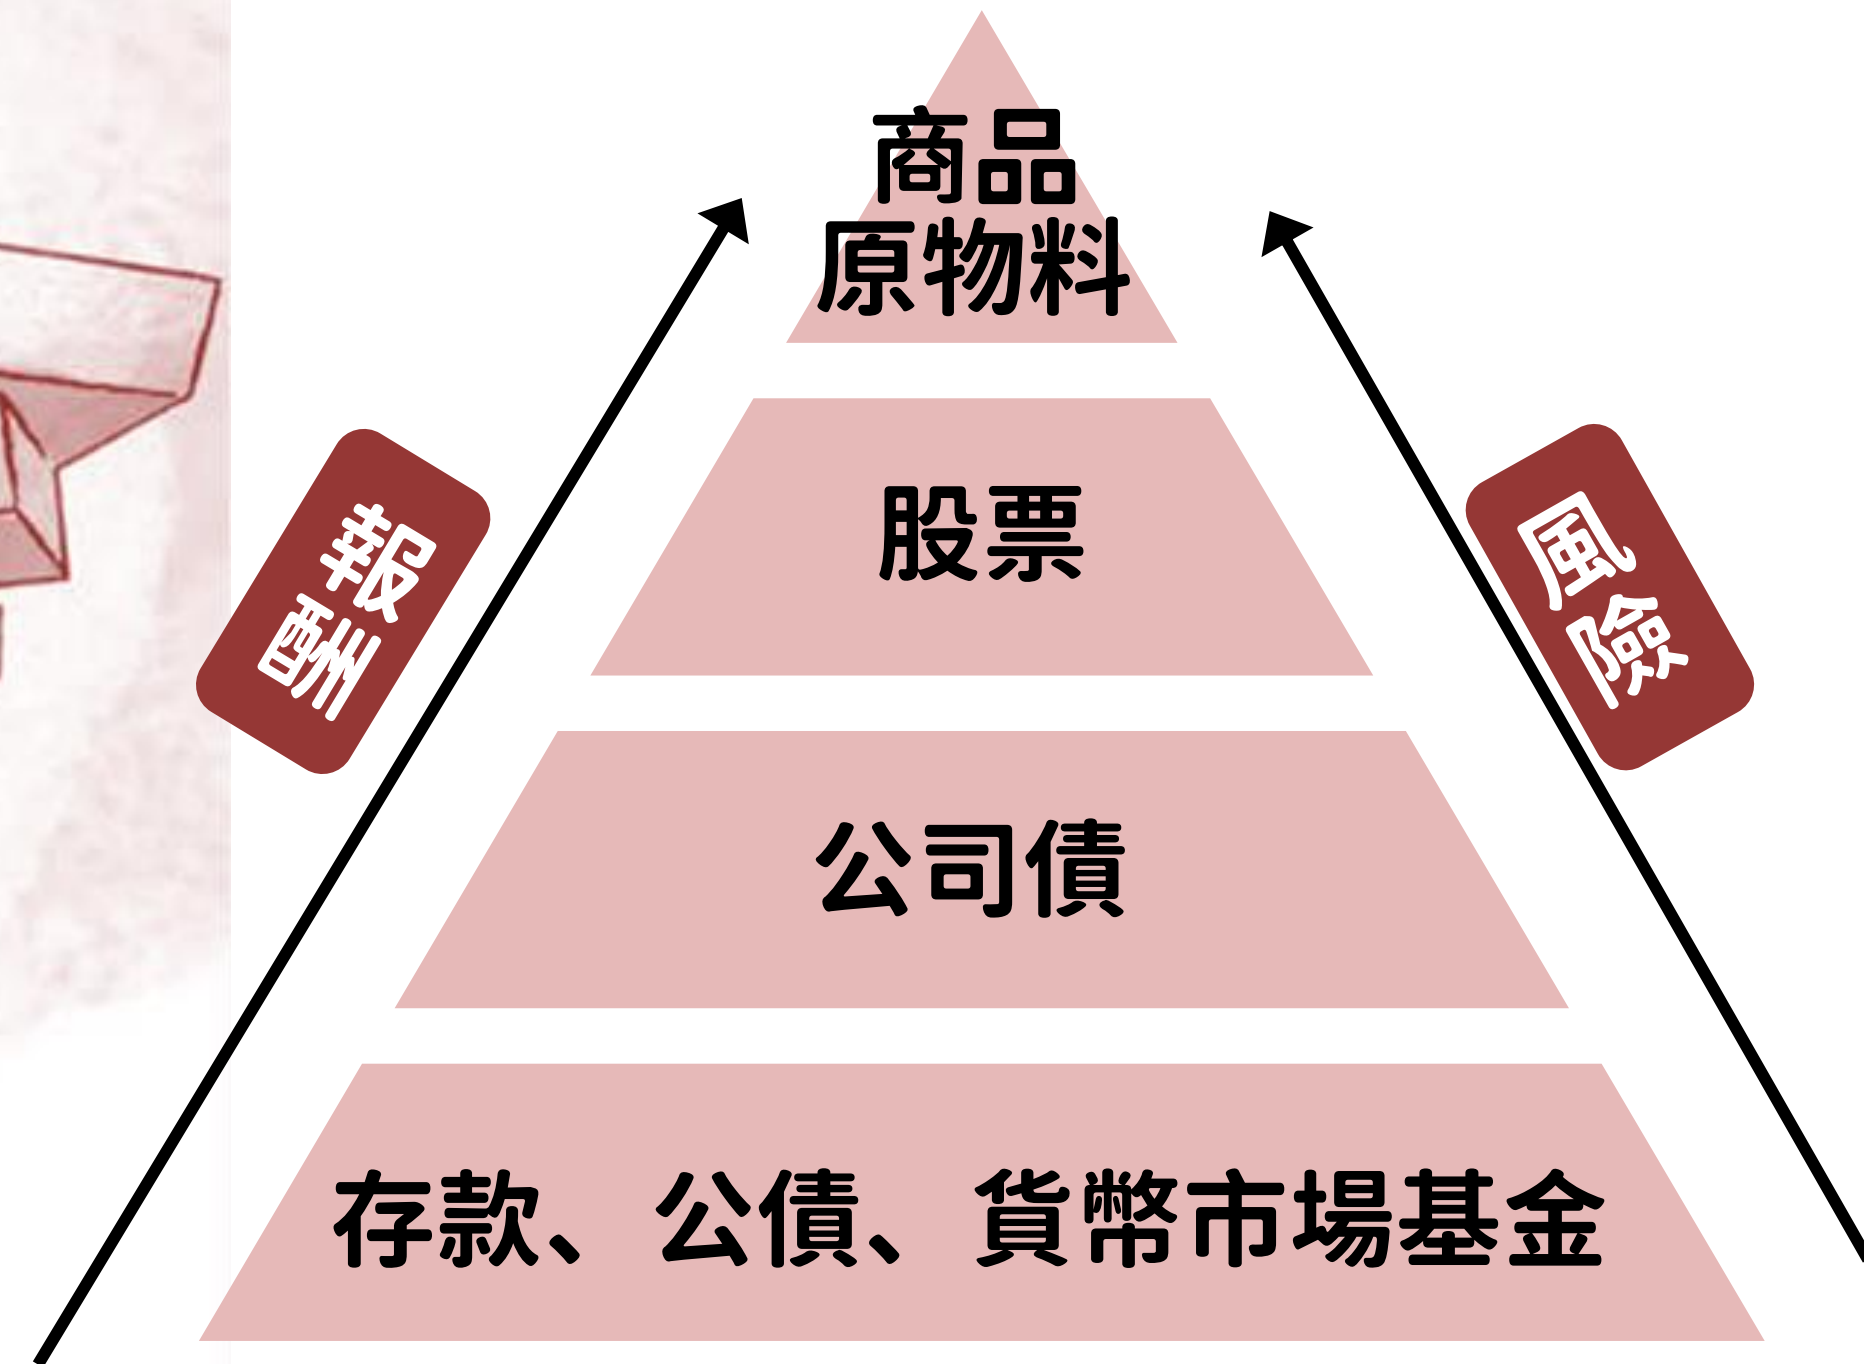 商品
原物料
股票
公司債
存款、公債、貨幣市場基金
報酬
風險